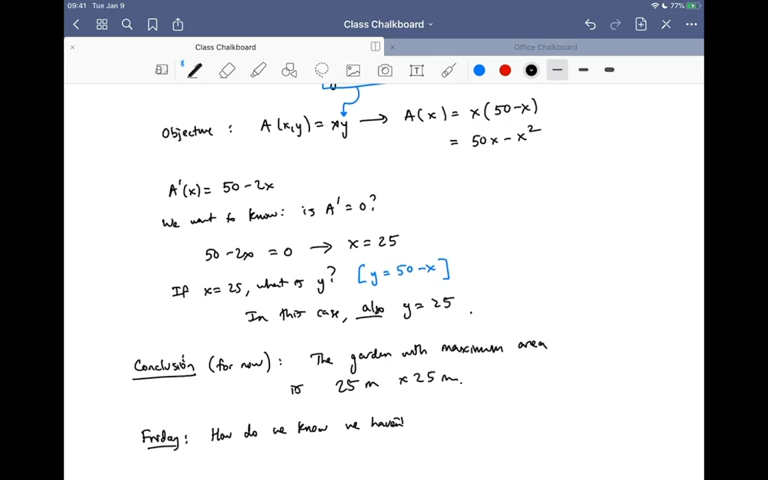 09:41 Tue Jan 9
77%
Class Chalkboard
Class Chalkboard
Office Chalkboard
Objective : A(x,y) = xy → A(x) = x(50-x)
= 50x - x²
A'(x) = 50 - 2x
We want to know: is A' = 0?
50 - 2x = 0 → x = 25
If x = 25, what is y? [y = 50 - x]
In this case, also y = 25.
Conclusion (for now): The garden with maximum area
is 25 m x 25 m.
Friday: How do we know we haven't